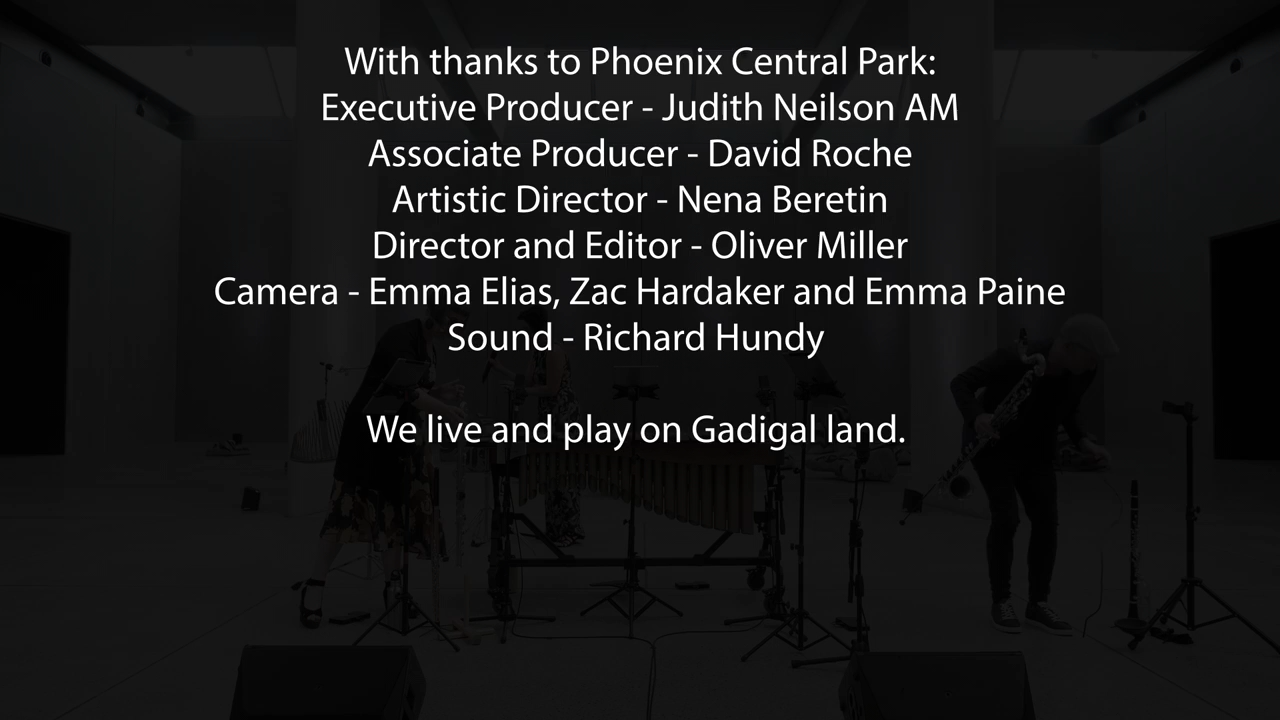 With thanks to Phoenix Central Park:
Executive Producer - Judith Neilson AM
Associate Producer - David Roche
Artistic Director - Nena Beretin
Director and Editor - Oliver Miller
Camera - Emma Elias, Zac Hardaker and Emma Paine
Sound - Richard Hundy
We live and play on Gadigal land.